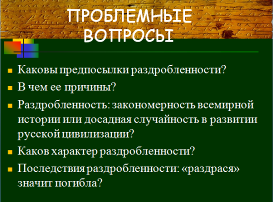 ПРОБЛЕМНЫЕ
ВОПРОСЫ
Каковы предпосылки раздробленности?
В чем ее причины?
Раздробленность: закономерность всемирной
истории или досадная случайность в развитии
русской цивилизации?
Каков характер раздробленности?
Последствия раздробленности: «раздрася»
значит погибла?